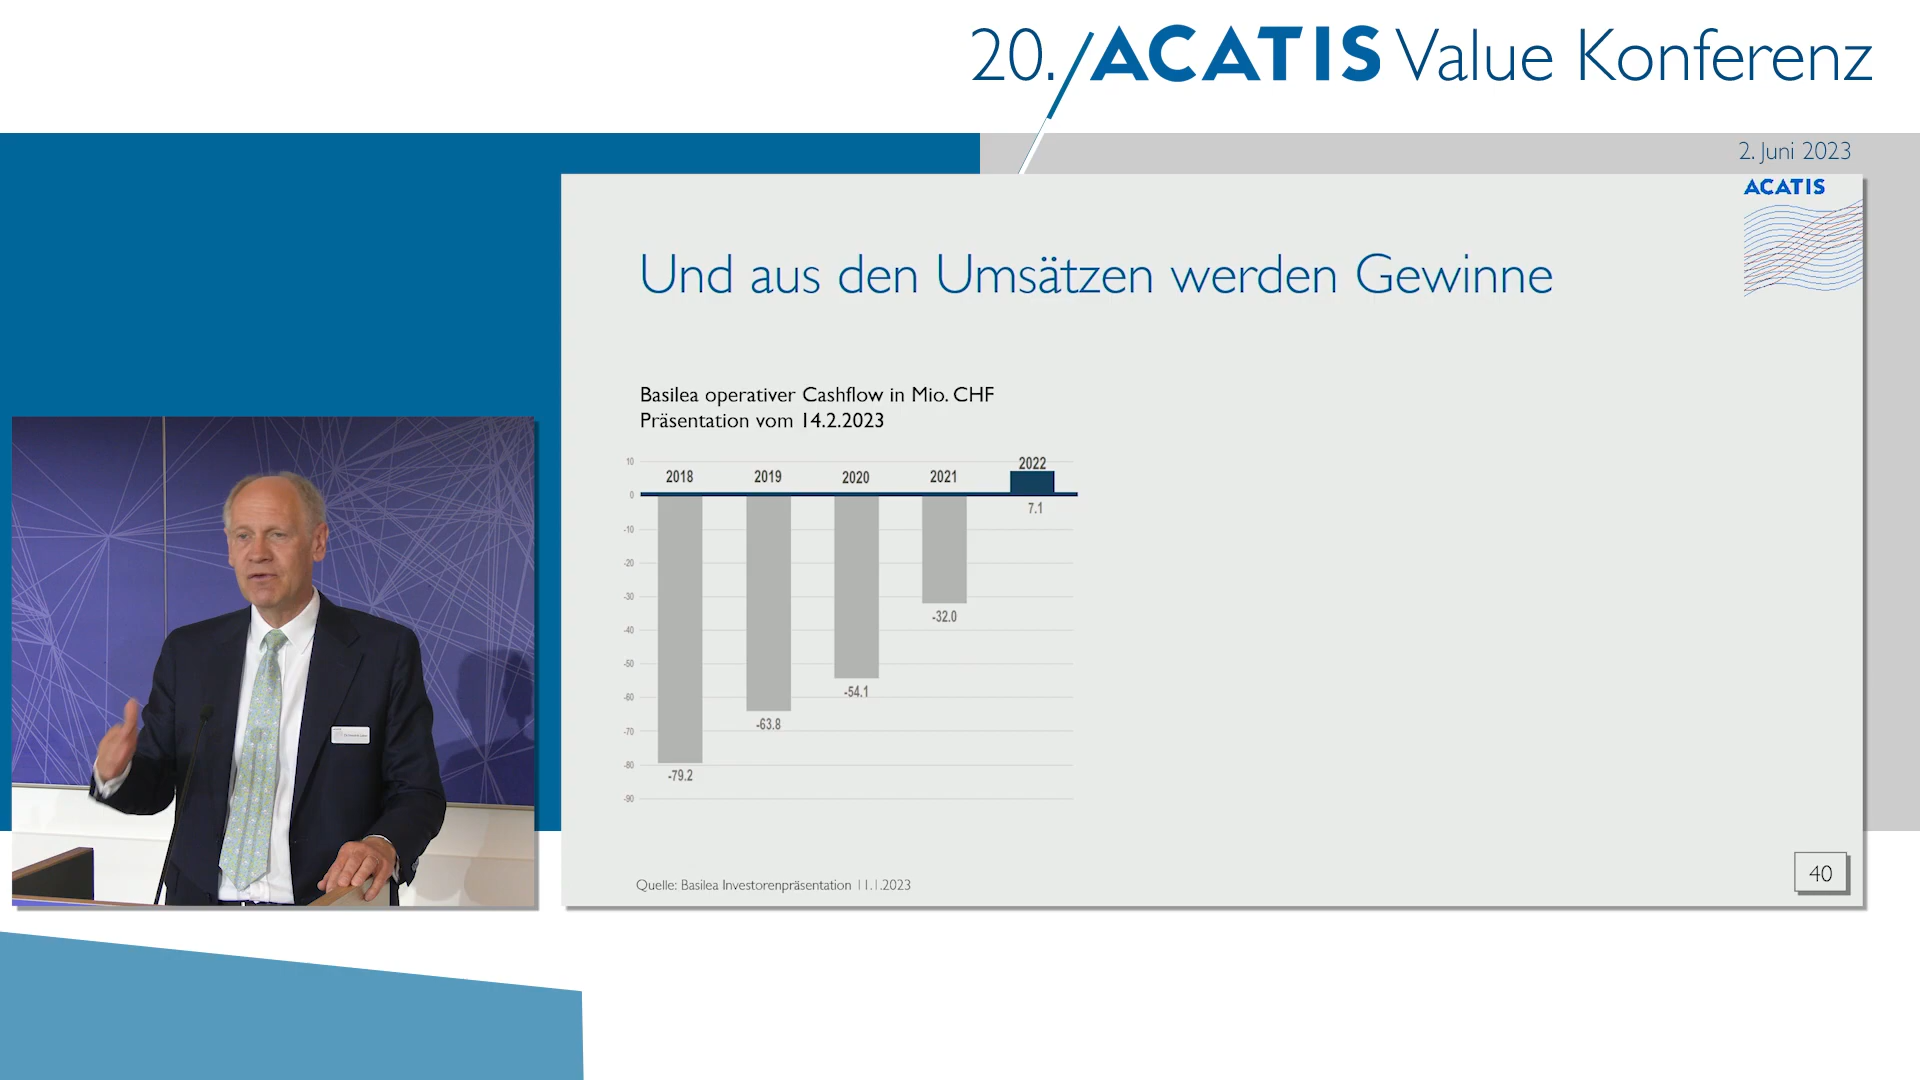 20. ACATIS Value Konferenz
2. Juni 2023
ACATIS
Und aus den Umsätzen werden Gewinne
Basilea operativer Cashflow in Mio. CHF
Präsentation vom 14.2.2023
10
2018 2019 2020 2021 2022
0
7.1
-10
-20
-30
-32.0
-40
-50
-54.1
-60
-63.8
-70
-79.2
-80
-90
Quelle: Basilea Investorenpräsentation 11.1.2023
40